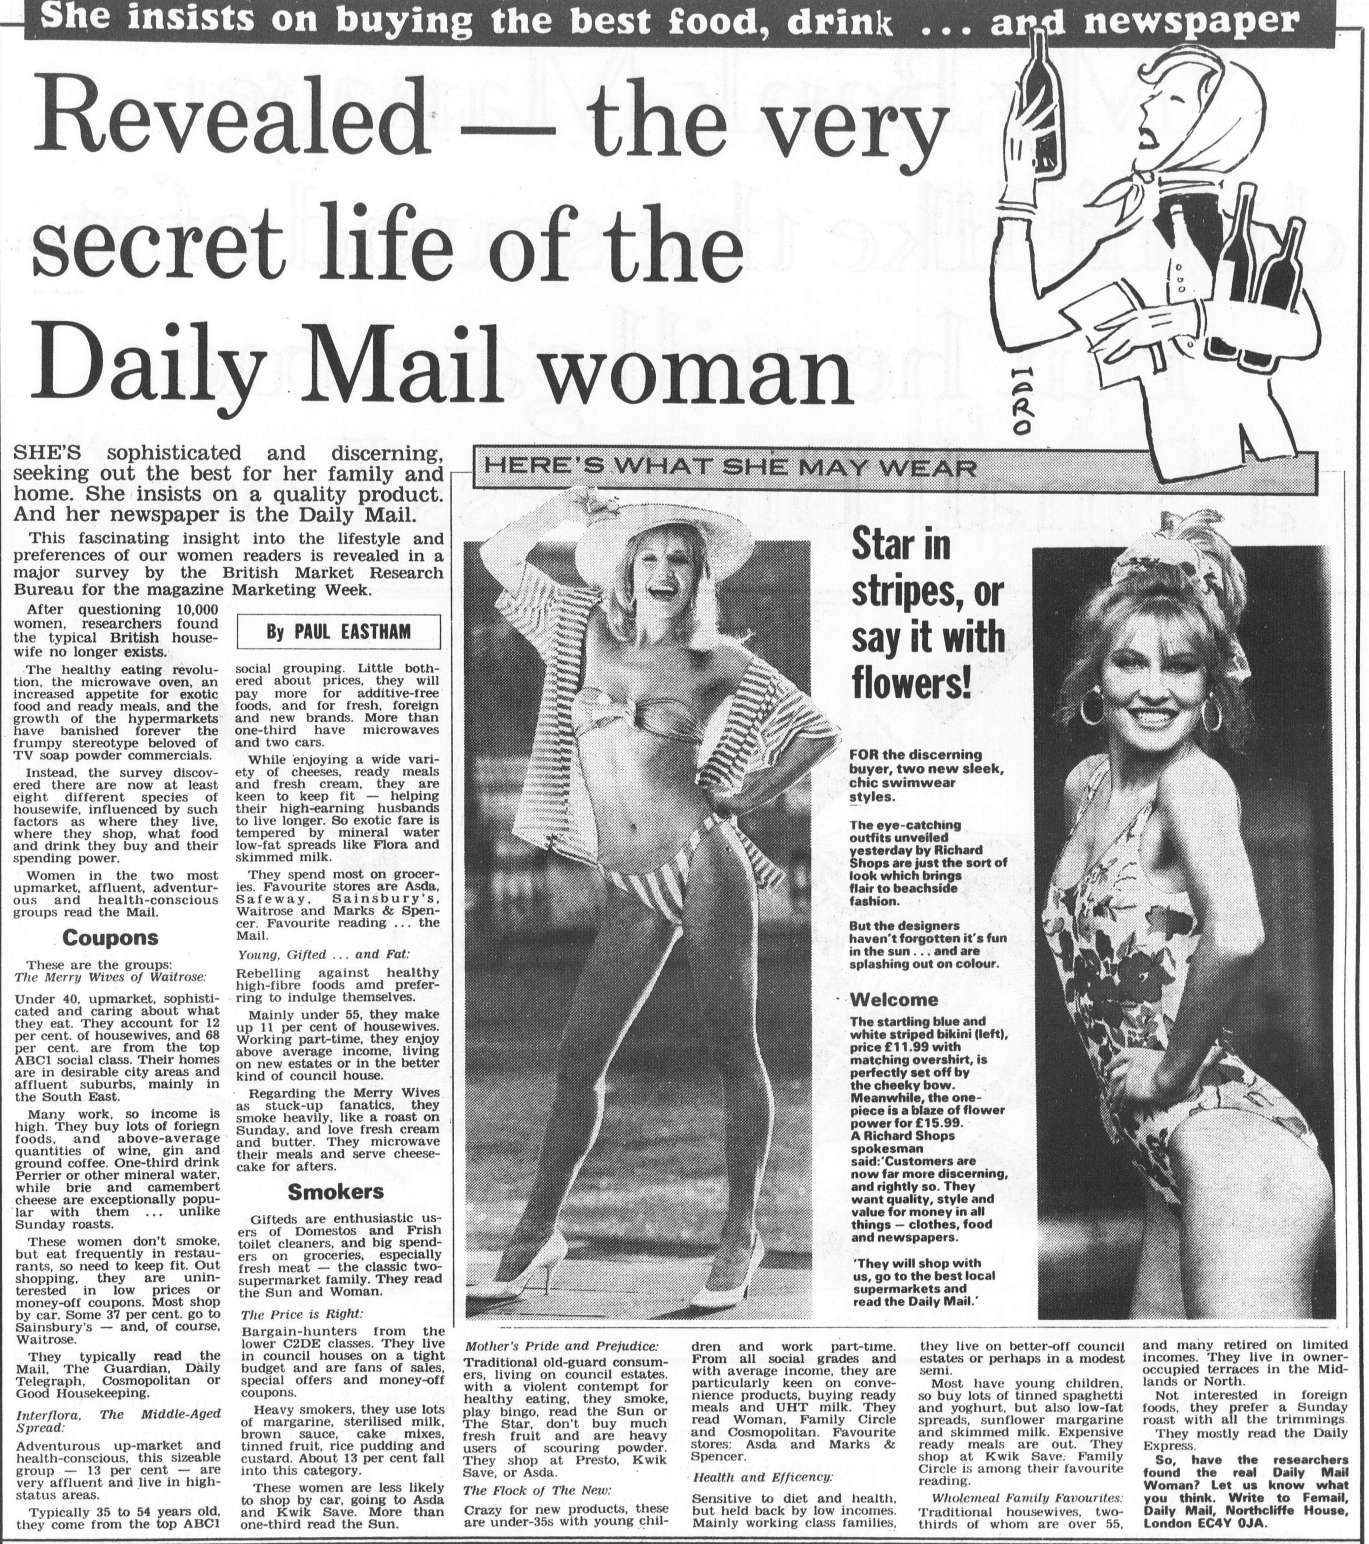 She insists on buying the best food, drink ... and newspaper
Revealed — the very
secret life of the
Daily Mail woman
IDRO
SHE'S sophisticated and discerning,
seeking out the best for her family and
home. She insists on a quality product.
And her newspaper is the Daily Mail.
This fascinating insight into the lifestyle and
preferences of our women readers is revealed in a
major survey by the British Market Research
Bureau for the magazine Marketing Week.
After questioning 10,000
women, researchers found
the typical British house-
wife no longer exists.
The healthy eating revolu-
tion, the microwave oven, an
increased appetite for exotic
food and ready meals, and the
growth of the hypermarkets
have banished forever the
frumpy stereotype beloved of
TV soap powder commercials.
Instead, the survey discov-
ered there are now at least
eight different species of
housewife, influenced by such
factors as where they live,
where they shop, what food
and drink they buy and their
spending power.
Women in the two most
upmarket, affluent, adventur-
ous and health-conscious
groups read the Mail.
Coupons
These are the groups:
The Merry Wives of Waitrose:
Under 40, upmarket, sophisti-
cated and caring about what
they eat. They account for 12
per cent. of housewives, and 68
per cent. are from the top
ABC1 social class. Their homes
are in desirable city areas and
affluent suburbs, mainly in
the South East.
Many work, so income is
high. They buy lots of foriegn
foods, and above-average
quantities of wine, gin and
ground coffee. One-third drink
Perrier or other mineral water,
while brie and camembert
cheese are exceptionally popu-
lar with them ... unlike
Sunday roasts.
These women don't smoke,
but eat frequently in restau-
rants, so need to keep fit. Out
shopping, they are unin-
terested in low prices or
money-off coupons. Most shop
by car. Some 37 per cent. go to
Sainsbury's — and, of course,
Waitrose.
They typically read the
Mail, The Guardian, Daily
Telegraph, Cosmopolitan or
Good Housekeeping.
Interflora, The Middle-Aged
Spread:
Adventurous up-market and
health-conscious, this sizeable
group — 13 per cent — are
very affluent and live in high-
status areas.
Typically 35 to 54 years old,
they come from the top ABC1
By PAUL EASTHAM
social grouping. Little both-
ered about prices, they will
pay more for additive-free
foods, and for fresh, foreign
and new brands. More than
one-third have microwaves
and two cars.
While enjoying a wide vari-
ety of cheeses, ready meals
and fresh cream, they are
keen to keep fit — helping
their high-earning husbands
to live longer. So exotic fare is
tempered by mineral water
low-fat spreads like Flora and
skimmed milk.
They spend most on grocer-
ies. Favourite stores are Asda,
Safeway, Sainsbury's,
Waitrose and Marks & Spen-
cer. Favourite reading ... the
Mail.
Young, Gifted ... and Fat:
Rebelling against healthy
high-fibre foods amd prefer-
ring to indulge themselves.
Mainly under 55, they make
up 11 per cent of housewives.
Working part-time, they enjoy
above average income, living
on new estates or in the better
kind of council house.
Regarding the Merry Wives
as stuck-up fanatics, they
smoke heavily, like a roast on
Sunday, and love fresh cream
and butter. They microwave
their meals and serve cheese-
cake for afters.
Smokers
Gifteds are enthusiastic us-
ers of Domestos and Frish
toilet cleaners, and big spend-
ers on groceries, especially
fresh meat — the classic two-
supermarket family. They read
the Sun and Woman.
The Price is Right:
Bargain-hunters from the
lower C2DE classes. They live
in council houses on a tight
budget and are fans of sales,
special offers and money-off
coupons.
Heavy smokers, they use lots
of margarine, sterilised milk,
brown sauce, cake mixes,
tinned fruit, rice pudding and
custard. About 13 per cent fall
into this category.
These women are less likely
to shop by car, going to Asda
and Kwik Save. More than
one-third read the Sun.
HERE'S WHAT SHE MAY WEAR
Star in
stripes, or
say it with
flowers!
FOR the discerning
buyer, two new sleek,
chic swimwear
styles.
The eye-catching
outfits unveiled
yesterday by Richard
Shops are just the sort of
look which brings
flair to beachside
fashion.
But the designers
haven't forgotten it's fun
in the sun ... and are
splashing out on colour.
Welcome
The startling blue and
white striped bikini (left),
price £11.99 with
matching overshirt, is
perfectly set off by
the cheeky bow.
Meanwhile, the one-
piece is a blaze of flower
power for £15.99.
A Richard Shops
spokesman
said:'Customers are
now far more discerning,
and rightly so. They
want quality, style and
value for money in all
things — clothes, food
and newspapers.
'They will shop with
us, go to the best local
supermarkets and
read the Daily Mail.'
Mother's Pride and Prejudice:
Traditional old-guard consum-
ers, living on council estates.
with a violent contempt for
healthy eating, they smoke,
play bingo, read the Sun or
The Star, don't buy much
fresh fruit and are heavy
users of scouring powder.
They shop at Presto, Kwik
Save, or Asda.
The Flock of The New:
Crazy for new products, these
are under-35s with young chil-
dren and work part-time.
From all social grades and
with average income, they are
particularly keen on conve-
nience products, buying ready
meals and UHT milk. They
read Woman, Family Circle
and Cosmopolitan. Favourite
stores: Asda and Marks &
Spencer.
Health and Efficency:
Sensitive to diet and health,
but held back by low incomes.
Mainly working class families,
they live on better-off council
estates or perhaps in a modest
semi.
Most have young children,
so buy lots of tinned spaghetti
and yoghurt, but also low-fat
spreads, sunflower margarine
and skimmed milk. Expensive
ready meals are out. They
shop at Kwik Save. Family
Circle is among their favourite
reading.
Wholemeal Family Favourites:
Traditional housewives, two-
thirds of whom are over 55,
and many retired on limited
incomes. They live in owner-
occupied terraces in the Mid-
lands or North.
Not interested in foreign
foods, they prefer a Sunday
roast with all the trimmings.
They mostly read the Daily
Express.
So, have the researchers
found the real Daily Mail
Woman? Let us know what
you think. Write to Femail,
Daily Mail, Northcliffe House,
London EC4Y 0JA.